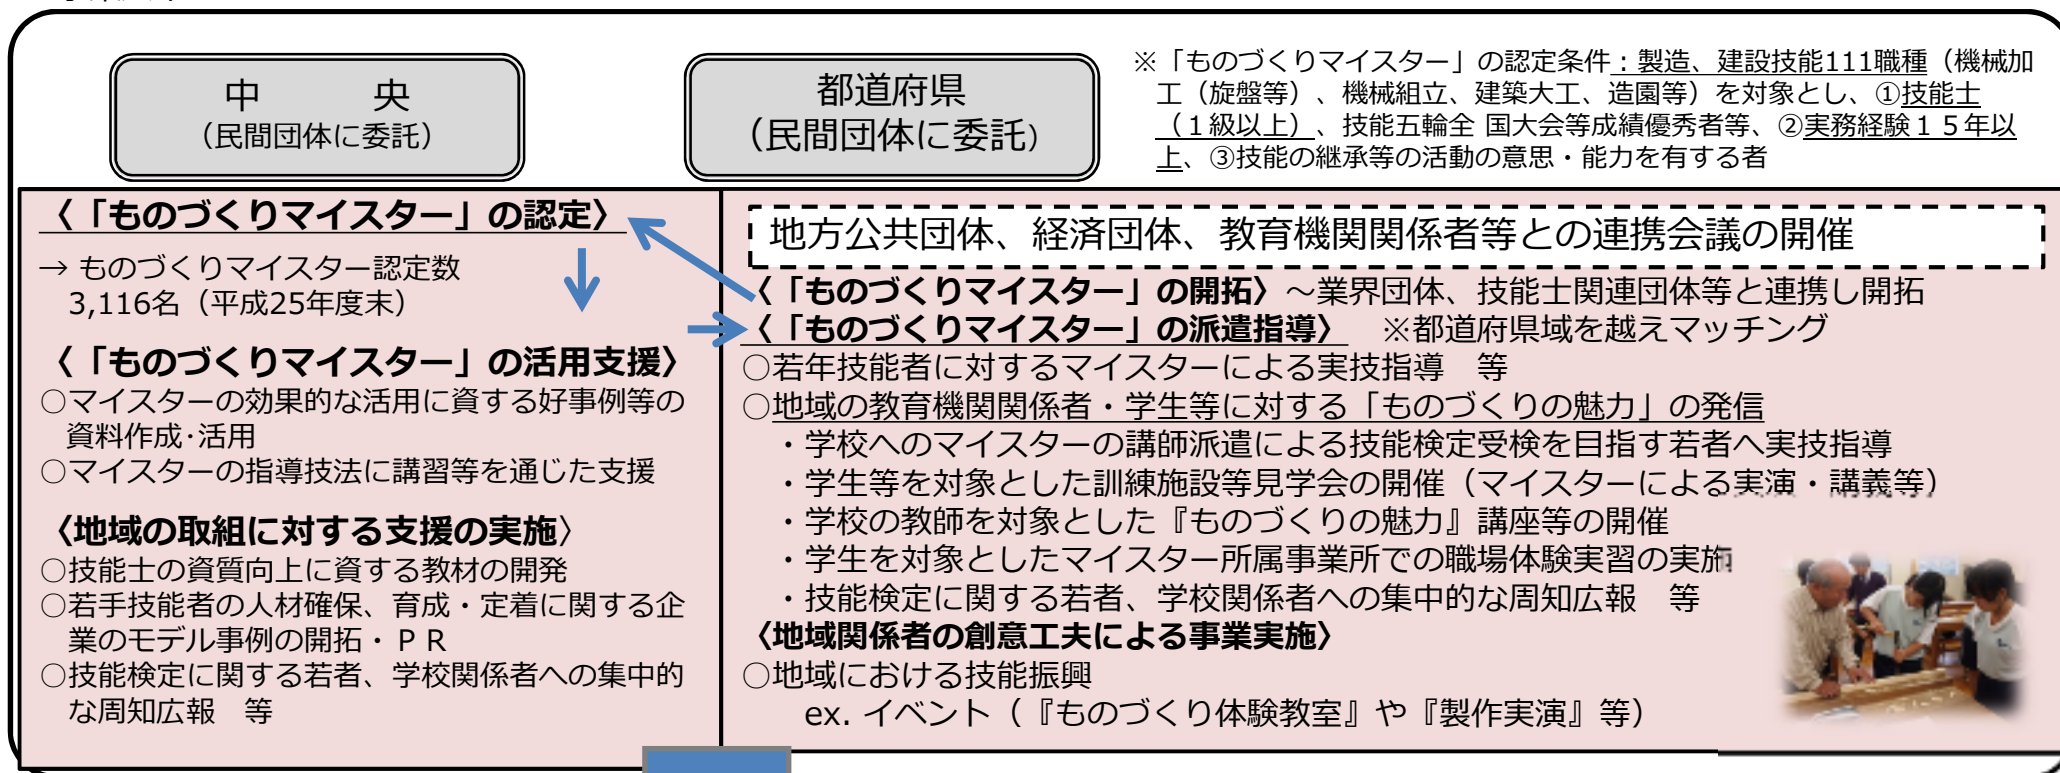 中　　央
（民間団体に委託）
都道府県
（民間団体に委託）
※「ものづくりマイスター」の認定条件：製造、建設技能111職種（機械加
工（旋盤等）、機械組立、建築大工、造園等）を対象とし、①技能士
（１級以上）、技能五輪全 国大会等成績優秀者等、②実務経験１５年以
上、③技能の継承等の活動の意思・能力を有する者
〈「ものづくりマイスター」の認定〉
→ ものづくりマイスター認定数
3,116名（平成25年度末）
〈「ものづくりマイスター」の活用支援〉
○マイスターの効果的な活用に資する好事例等の
資料作成･活用
○マイスターの指導技法に講習等を通じた支援
〈地域の取組に対する支援の実施〉
○技能士の資質向上に資する教材の開発
○若手技能者の人材確保、育成・定着に関する企
業のモデル事例の開拓・ＰＲ
○技能検定に関する若者、学校関係者への集中的
な周知広報　等
地方公共団体、経済団体、教育機関関係者等との連携会議の開催
〈「ものづくりマイスター」の開拓〉～業界団体、技能士関連団体等と連携し開拓
〈「ものづくりマイスター」の派遣指導〉　※都道府県域を越えマッチング
○若年技能者に対するマイスターによる実技指導　等
○地域の教育機関関係者・学生等に対する「ものづくりの魅力」の発信
・学校へのマイスターの講師派遣による技能検定受検を目指す若者へ実技指導
・学生等を対象とした訓練施設等見学会の開催（マイスターによる実演・講義等）
・学校の教師を対象とした『ものづくりの魅力』講座等の開催
・学生を対象としたマイスター所属事業所での職場体験実習の実施
・技能検定に関する若者、学校関係者への集中的な周知広報　等
〈地域関係者の創意工夫による事業実施〉
○地域における技能振興
ex. イベント（『ものづくり体験教室』や『製作実演』等）